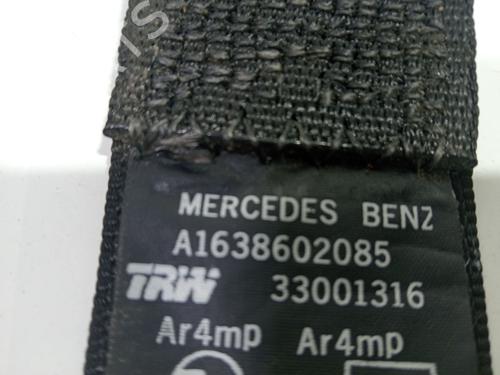 MERCEDES BENZ
A1638602085
TRW 33001316
Ar4mp Ar4mp